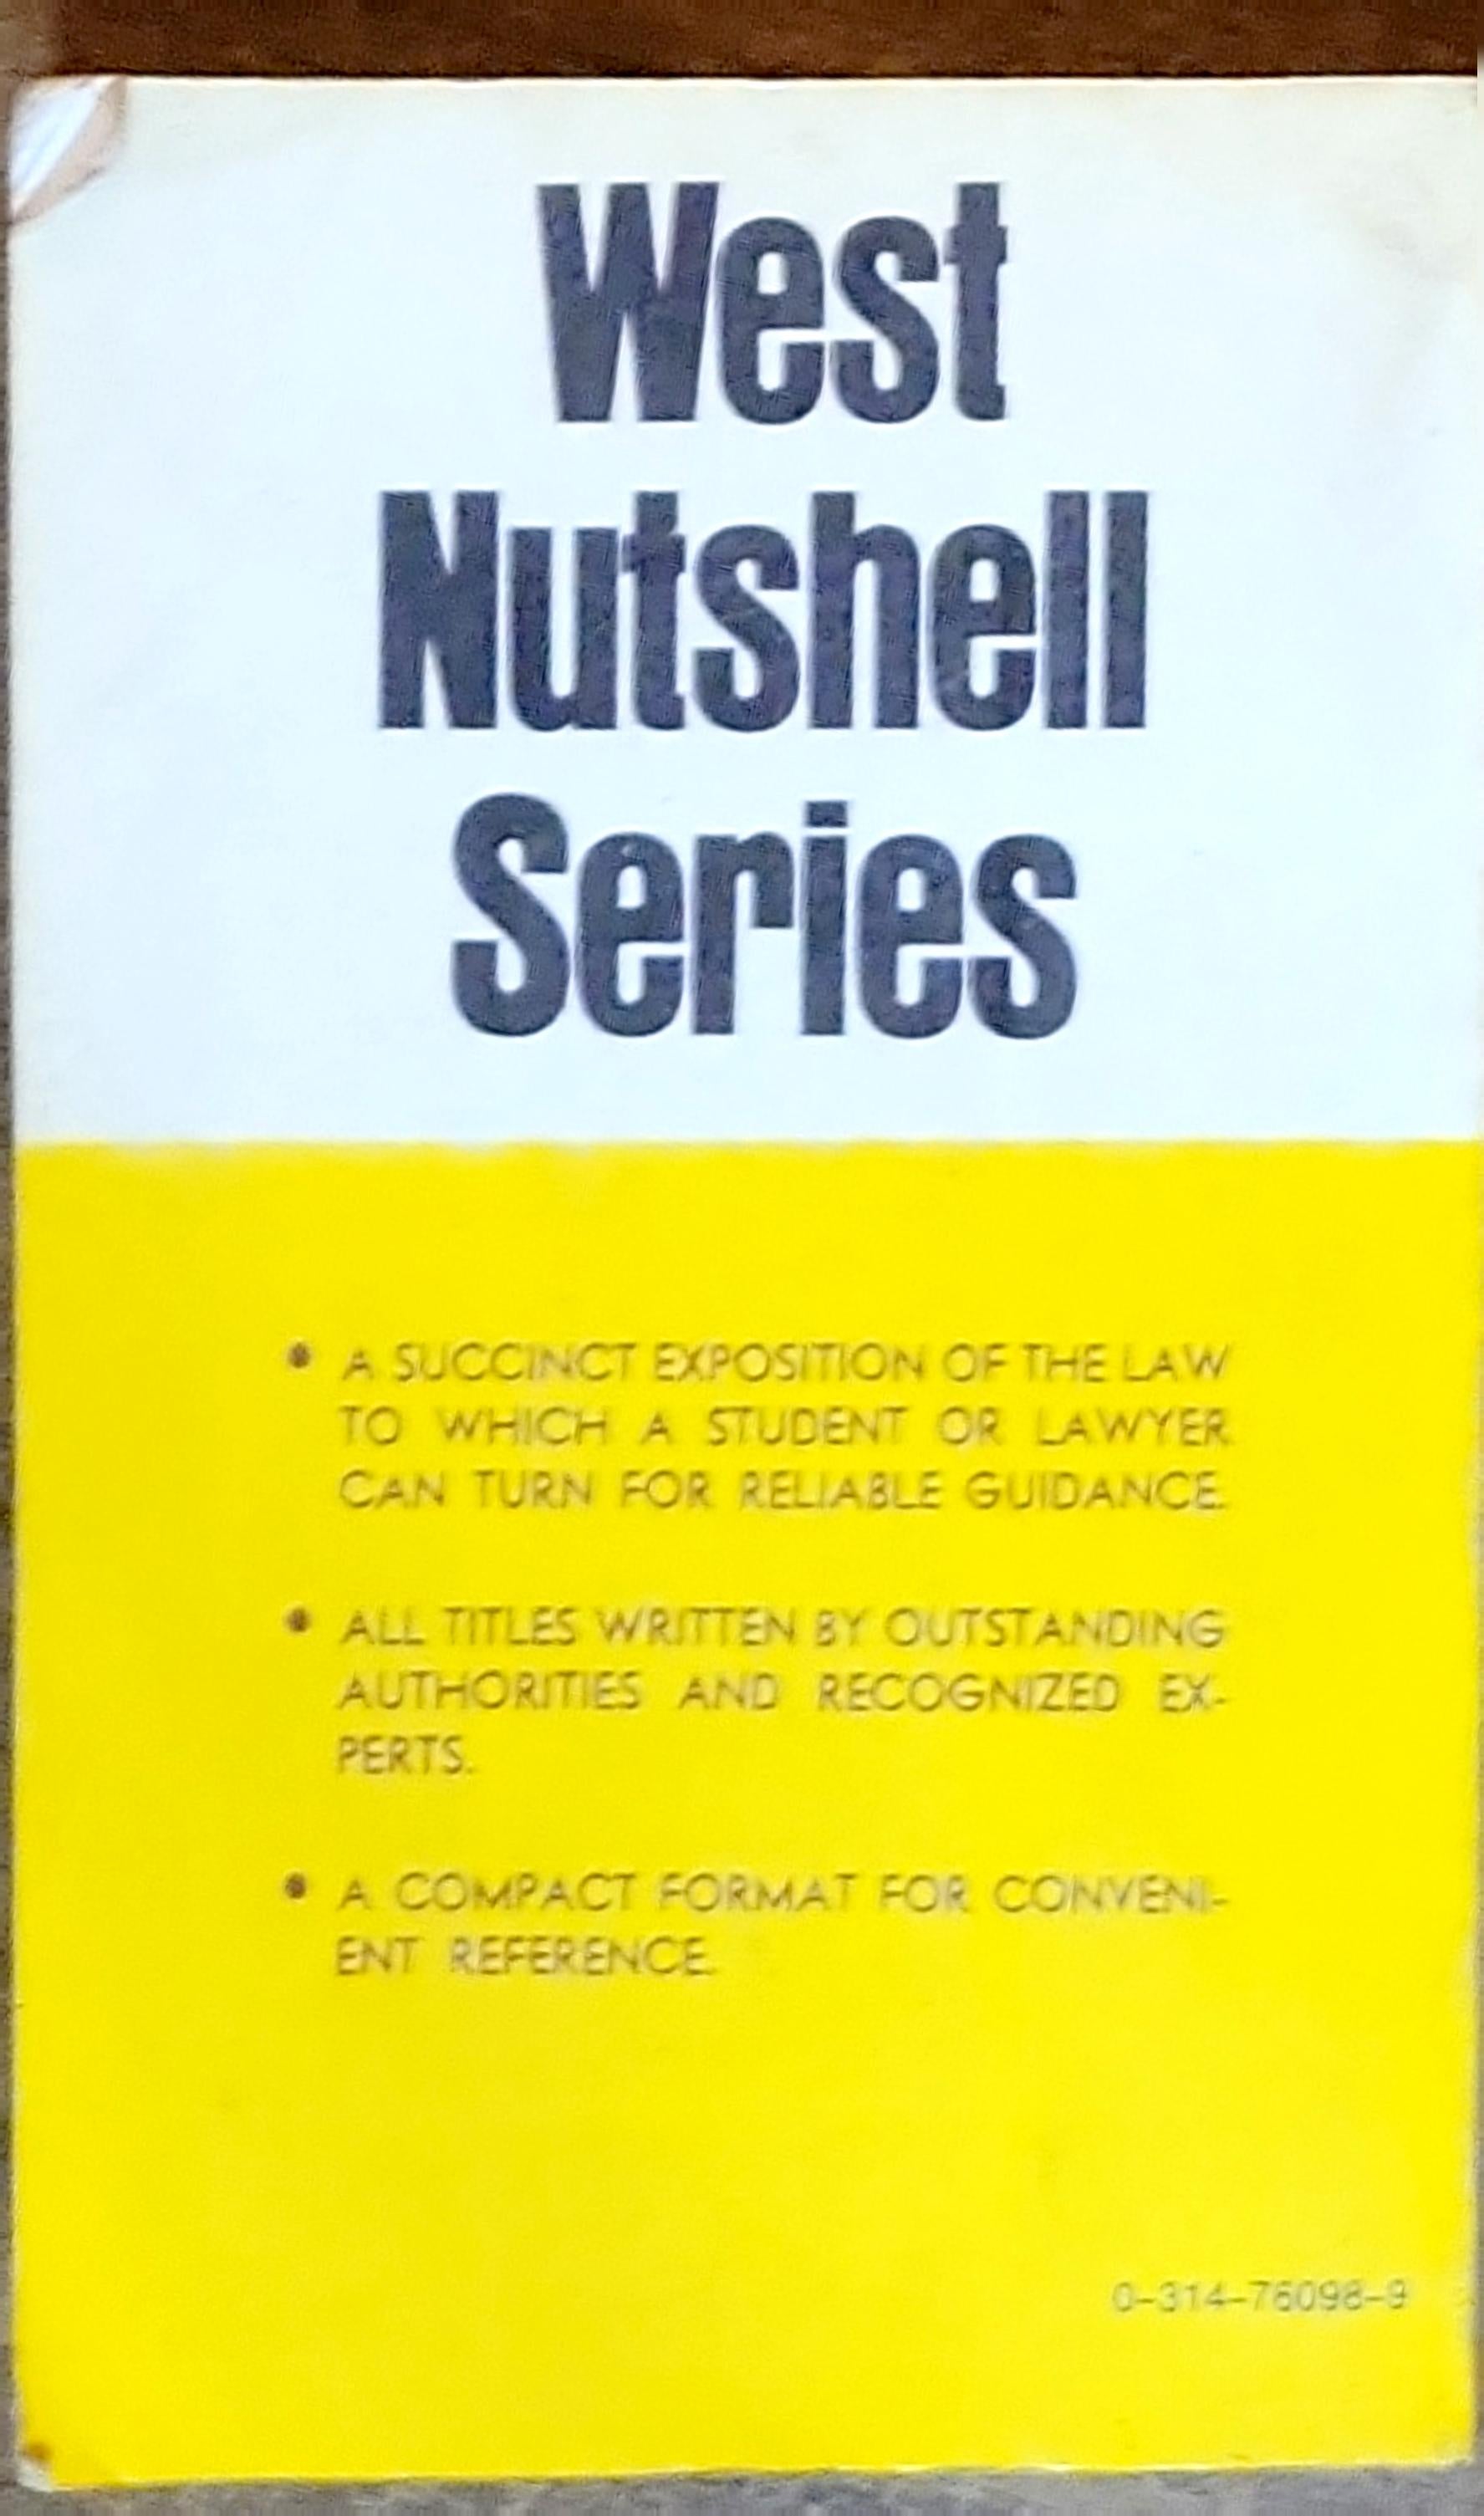 West
Nutshell
Series
• A SUCCINCT EXPOSITION OF THE LAW
TO WHICH A STUDENT OR LAWYER
CAN TURN FOR RELIABLE GUIDANCE.
• ALL TITLES WRITTEN BY OUTSTANDING
AUTHORITIES AND RECOGNIZED EX-
PERTS.
• A COMPACT FORMAT FOR CONVENI-
ENT REFERENCE.
0-314-76098-9